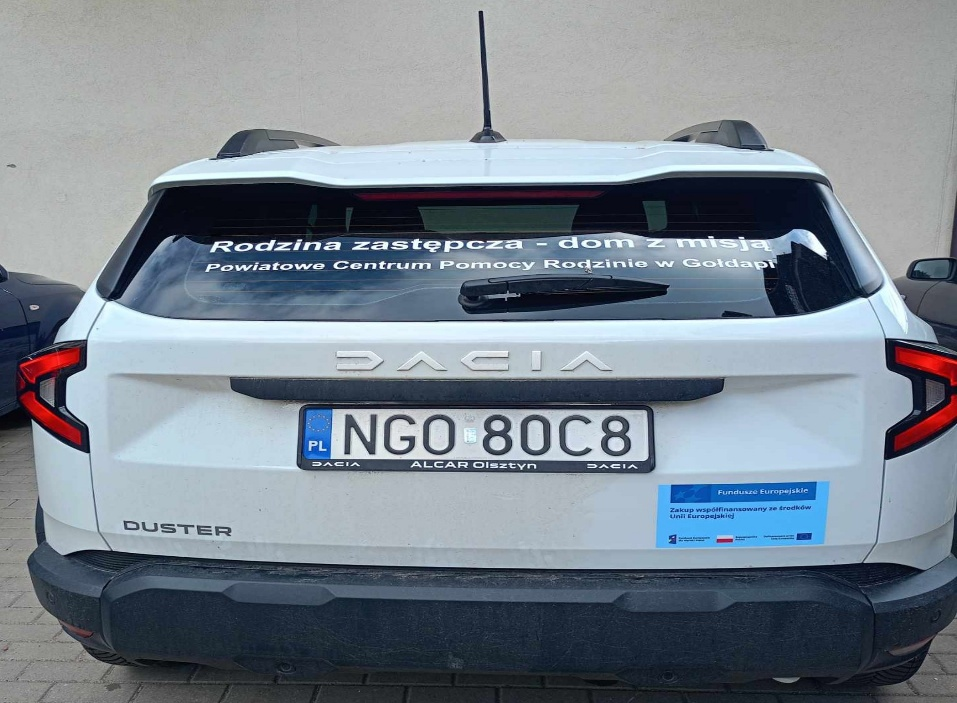 Rodzina zastępcza - dom z misją
Powiatowe Centrum Pomocy Rodzinie w Gołdapi
DACIA
PL NGO 80C8
DACIA ALCAR Olsztyn DACIA
DUSTER
Fundusze Europejskie
Zakup współfinansowany ze środków
Unii Europejskiej